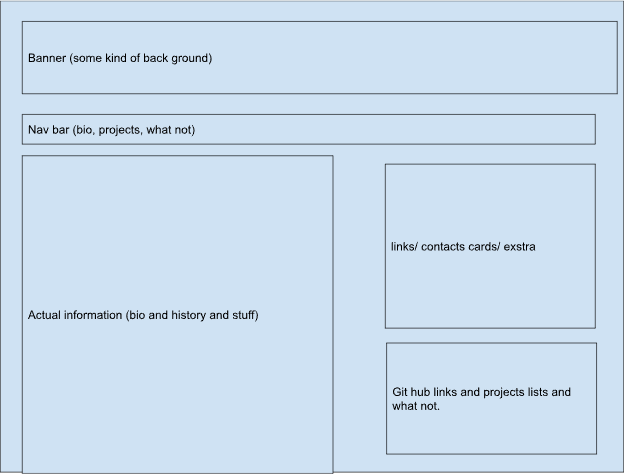 Banner (some kind of back ground)
Nav bar (bio, projects, what not)
links/ contacts cards/ exstra
Actual information (bio and history and stuff)
Git hub links and projects lists and
what not.